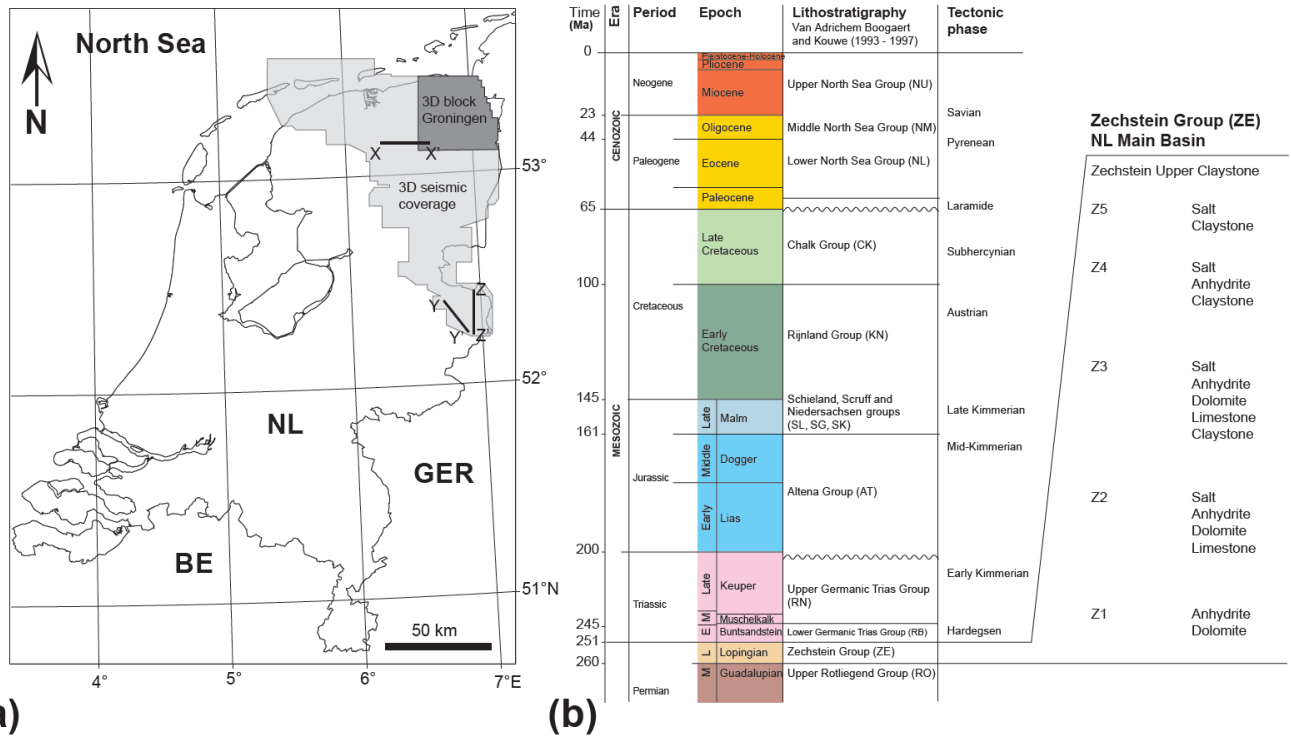 North Sea
N
3D block
Groningen
X
X'
53°
3D seismic
coverage
Z
Y
Y'
Z'
52°
NL
GER
BE
51°N
50 km
4°
5°
6°
7°E
a)
(b)
Time
(Ma)
Era
Period
Epoch
Lithostratigraphy
Van Adrichem Boogaert
and Kouwe (1993 - 1997)
Tectonic
phase
0
23
44
65
100
145
161
200
245
251
260
CENOZOIC
MESOZOIC
Neogene
Paleogene
Cretaceous
Jurassic
Triassic
Permian
Pleistocene-Holocene
Pliocene
Miocene
Oligocene
Eocene
Paleocene
Late
Cretaceous
Early
Cretaceous
Late
Malm
Middle
Dogger
Early
Lias
Late
Keuper
M
Muschelkalk
E
Buntsandstein
L
Lopingian
M
Guadalupian
Upper North Sea Group (NU)
Middle North Sea Group (NM)
Lower North Sea Group (NL)
Chalk Group (CK)
Rijnland Group (KN)
Schieland, Scruff and
Niedersachsen groups
(SL, SG, SK)
Altena Group (AT)
Upper Germanic Trias Group
(RN)
Lower Germanic Trias Group (RB)
Zechstein Group (ZE)
Upper Rotliegend Group (RO)
Savian
Pyrenean
Laramide
Subhercynian
Austrian
Late Kimmerian
Mid-Kimmerian
Early Kimmerian
Hardegsen
Zechstein Group (ZE)
NL Main Basin
Zechstein Upper Claystone
Z5
Salt
Claystone
Z4
Salt
Anhydrite
Claystone
Z3
Salt
Anhydrite
Dolomite
Limestone
Claystone
Z2
Salt
Anhydrite
Dolomite
Limestone
Z1
Anhydrite
Dolomite